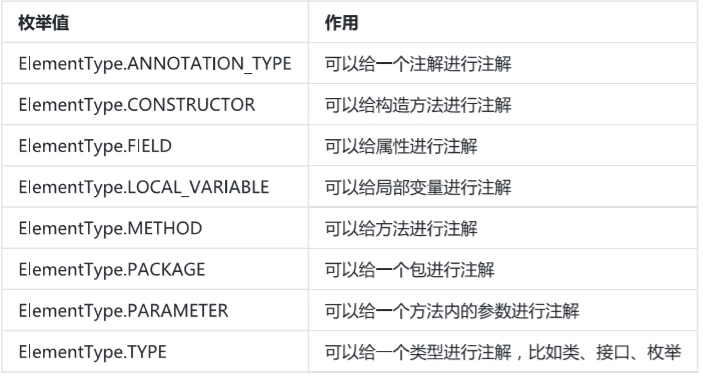 枚举值 作用
ElementType.ANNOTATION_TYPE 可以给一个注解进行注解
ElementType.CONSTRUCTOR 可以给构造方法进行注解
ElementType.FIELD 可以给属性进行注解
ElementType.LOCAL_VARIABLE 可以给局部变量进行注解
ElementType.METHOD 可以给方法进行注解
ElementType.PACKAGE 可以给一个包进行注解
ElementType.PARAMETER 可以给一个方法内的参数进行注解
ElementType.TYPE 可以给一个类型进行注解，比如类、接口、枚举